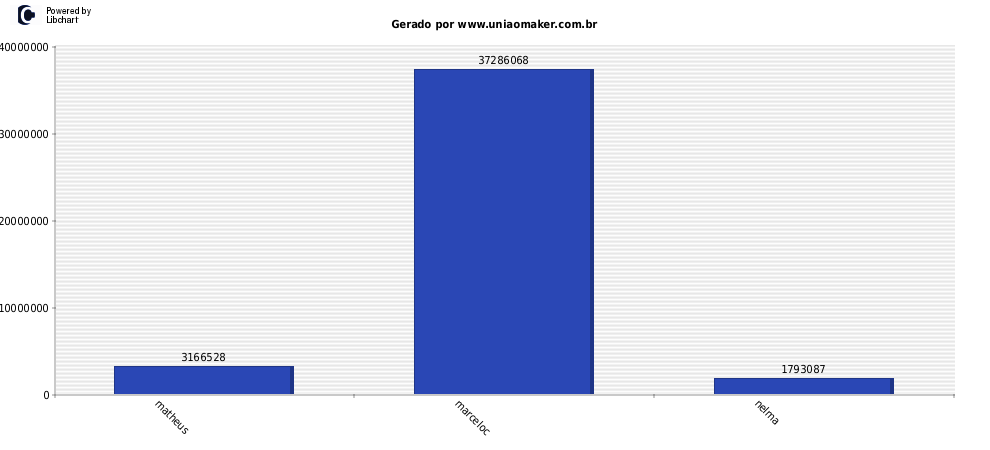 Powered by
Libchart
Gerado por www.uniaomaker.com.br
40000000
30000000
20000000
10000000
0
3166528
37286068
1793087
matheus
marceloc
nelma